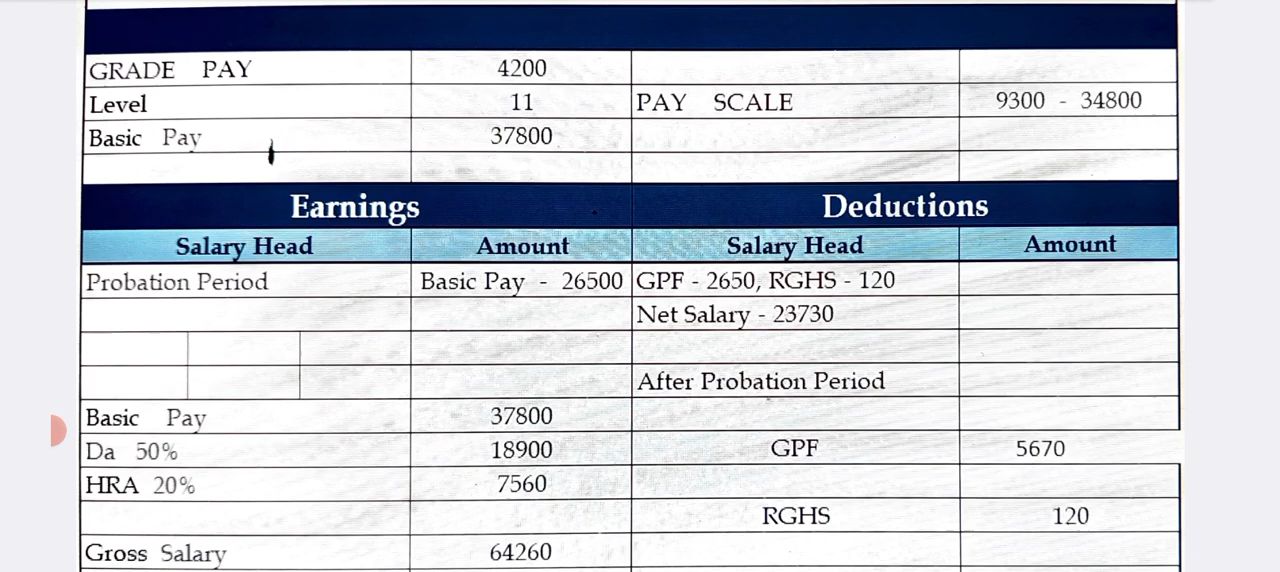 GRADE PAY 4200
Level 11 PAY SCALE 9300 - 34800
Basic Pay 37800
Earnings Deductions
Salary Head Amount Salary Head Amount
Probation Period Basic Pay - 26500 GPF - 2650, RGHS - 120
Net Salary - 23730
After Probation Period
Basic Pay 37800
Da 50% 18900 GPF 5670
HRA 20% 7560
RGHS 120
Gross Salary 64260